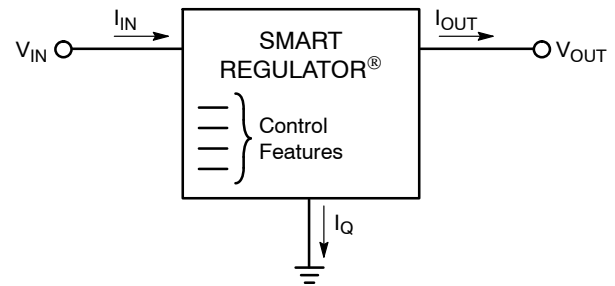 I_IN
I_OUT
V_IN
SMART
REGULATOR®
V_OUT
Control
Features
I_Q